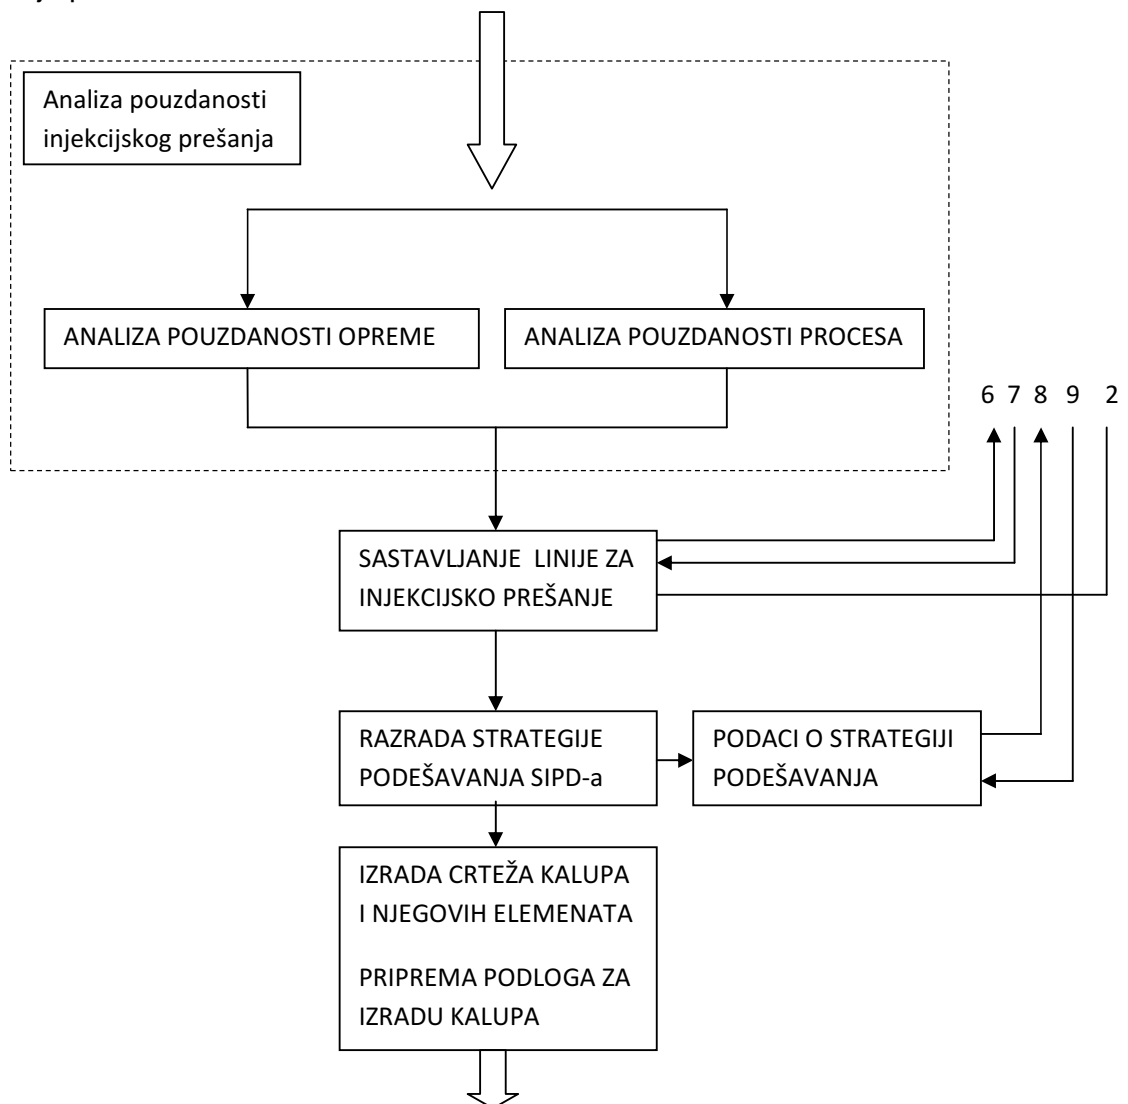 Analiza pouzdanosti
injekcijskog prešanja
ANALIZA POUZDANOSTI OPREME
ANALIZA POUZDANOSTI PROCESA
6 7 8 9 2
SASTAVLJANJE LINIJE ZA
INJEKCIJSKO PREŠANJE
RAZRADA STRATEGIJE
PODEŠAVANJA SIPD-a
PODACI O STRATEGIJI
PODEŠAVANJA
IZRADA CRTEŽA KALUPA
I NJEGOVIH ELEMENATA
PRIPREMA PODLOGA ZA
IZRADU KALUPA